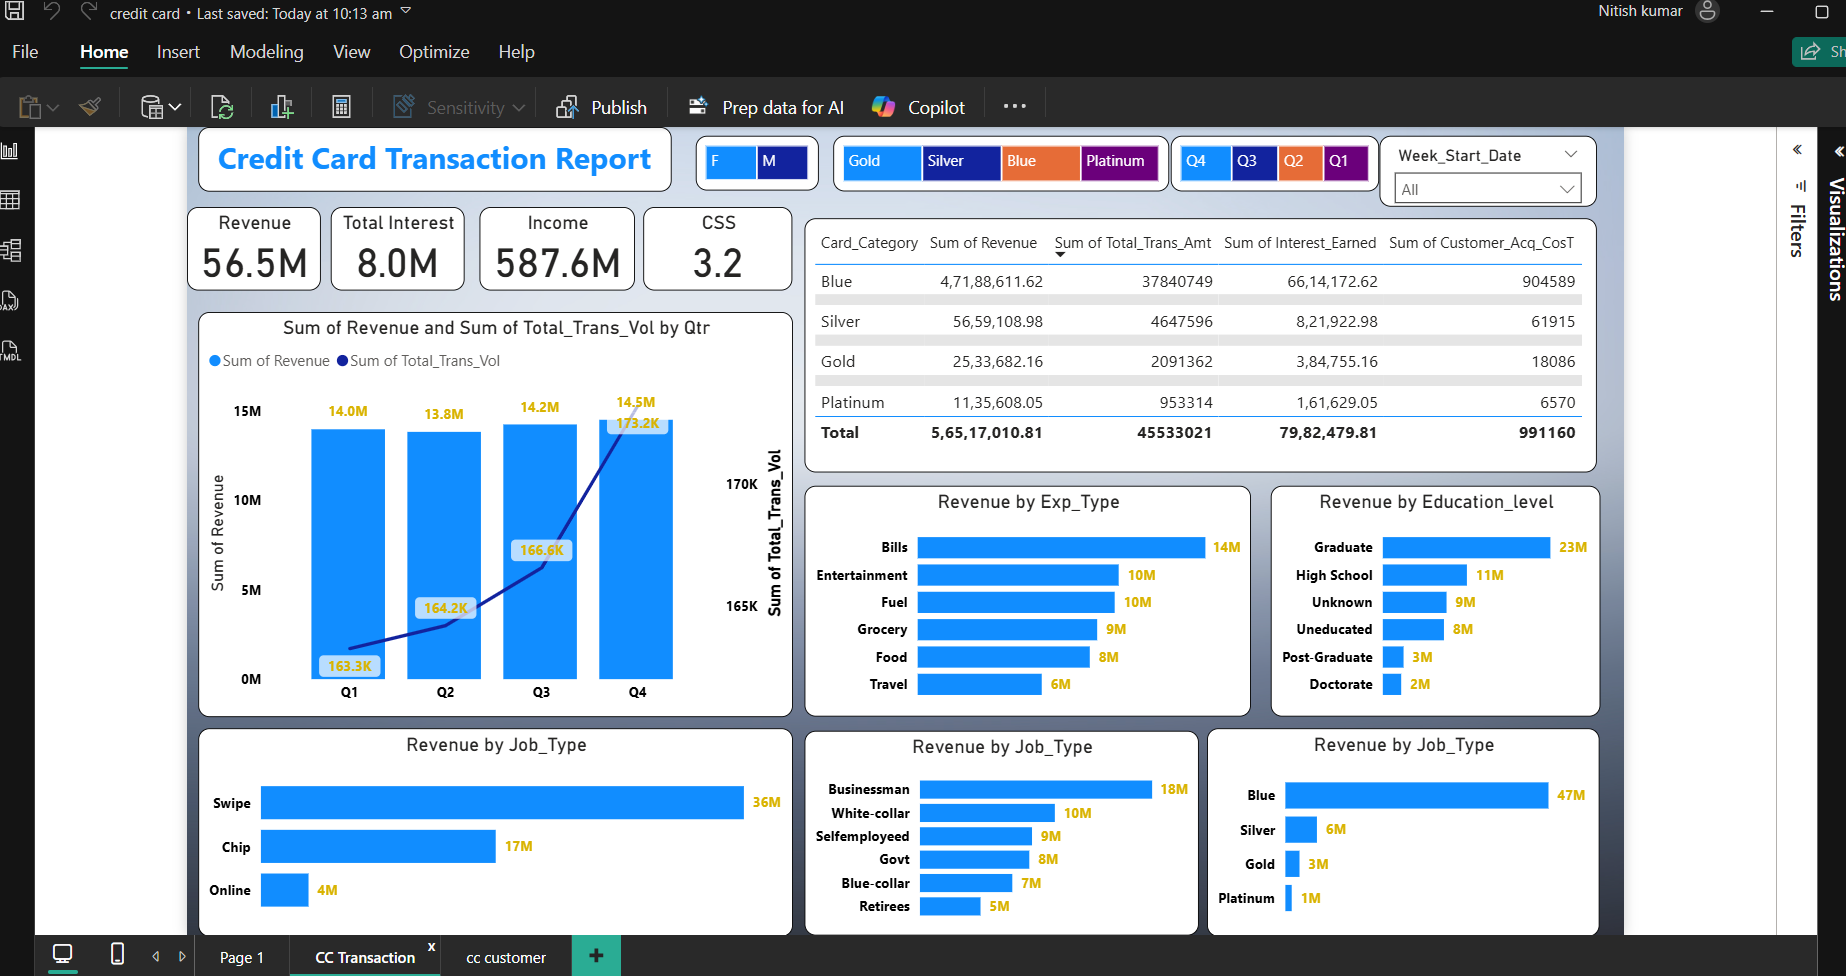 credit card • Last saved: Today at 10:13 am
Nitish kumar
File Home Insert Modeling View Optimize Help
Sensitivity Publish Prep data for AI Copilot
Credit Card Transaction Report
F M
Gold Silver Blue Platinum
Q4 Q3 Q2 Q1
Week_Start_Date
All
Revenue
56.5M
Total Interest
8.0M
Income
587.6M
CSS
3.2
Card_Category Sum of Revenue Sum of Total_Trans_Amt Sum of Interest_Earned Sum of Customer_Acq_CosT
Blue 4,71,88,611.62 37840749 66,14,172.62 904589
Silver 56,59,108.98 4647596 8,21,922.98 61915
Gold 25,33,682.16 2091362 3,84,755.16 18086
Platinum 11,35,608.05 953314 1,61,629.05 6570
Total 5,65,17,010.81 45533021 79,82,479.81 991160
Sum of Revenue and Sum of Total_Trans_Vol by Qtr
Sum of Revenue Sum of Total_Trans_Vol
15M
10M
5M
0M
Sum of Revenue
14.0M 13.8M 14.2M 14.5M
163.3K 164.2K 166.6K 173.2K
Q1 Q2 Q3 Q4
170K
165K
Sum of Total_Trans_Vol
Revenue by Exp_Type
Bills 14M
Entertainment 10M
Fuel 10M
Grocery 9M
Food 8M
Travel 6M
Revenue by Education_level
Graduate 23M
High School 11M
Unknown 9M
Uneducated 8M
Post-Graduate 3M
Doctorate 2M
Revenue by Job_Type
Swipe 36M
Chip 17M
Online 4M
Revenue by Job_Type
Businessman 18M
White-collar 10M
Selfemployeed 9M
Govt 8M
Blue-collar 7M
Retirees 5M
Revenue by Job_Type
Blue 47M
Silver 6M
Gold 3M
Platinum 1M
Filters
Visualizations
Page 1 CC Transaction x cc customer +